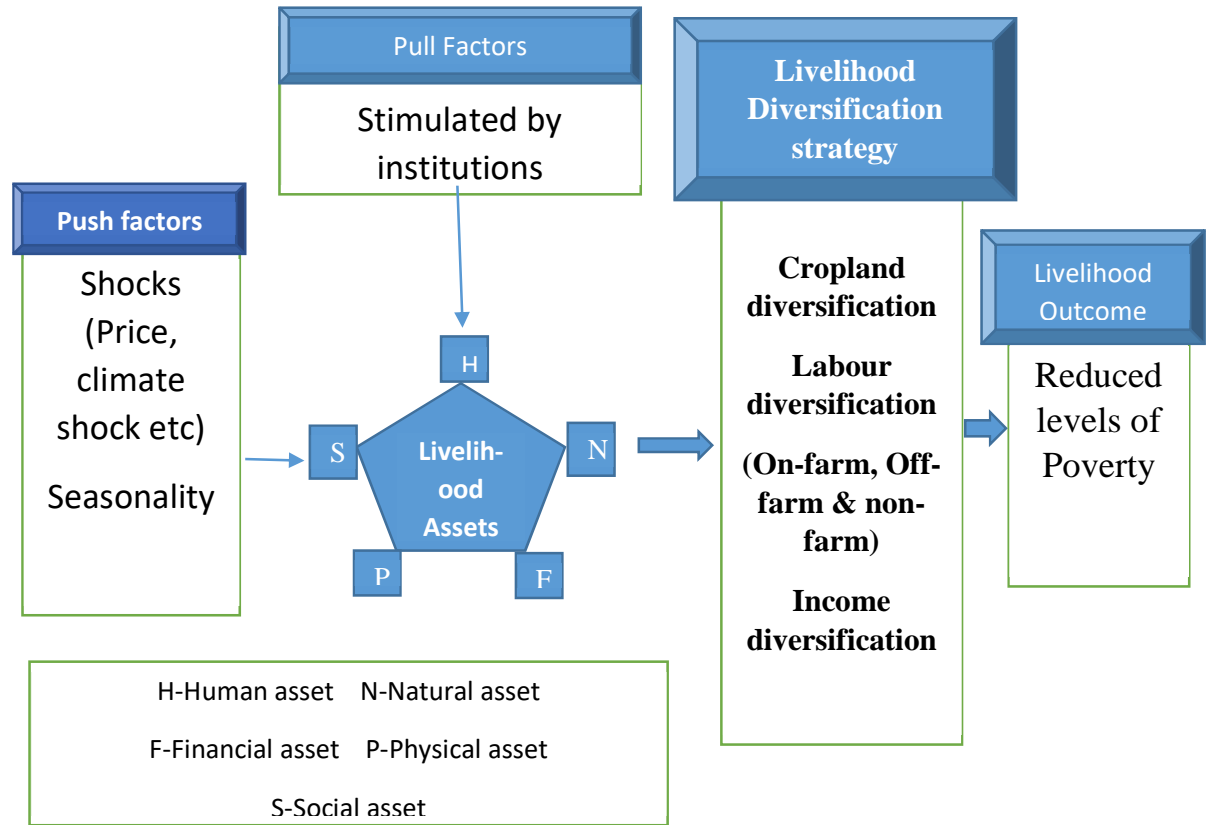 Pull Factors
Stimulated by
institutions
Push factors
Shocks
(Price,
climate
shock etc)
Seasonality
H
S
N
P
F
Livelih-
ood
Assets
Livelihood
Diversification
strategy
Cropland
diversification
Labour
diversification
(On-farm, Off-
farm & non-
farm)
Income
diversification
Livelihood
Outcome
Reduced
levels of
Poverty
H-Human asset N-Natural asset
F-Financial asset P-Physical asset
S-Social asset